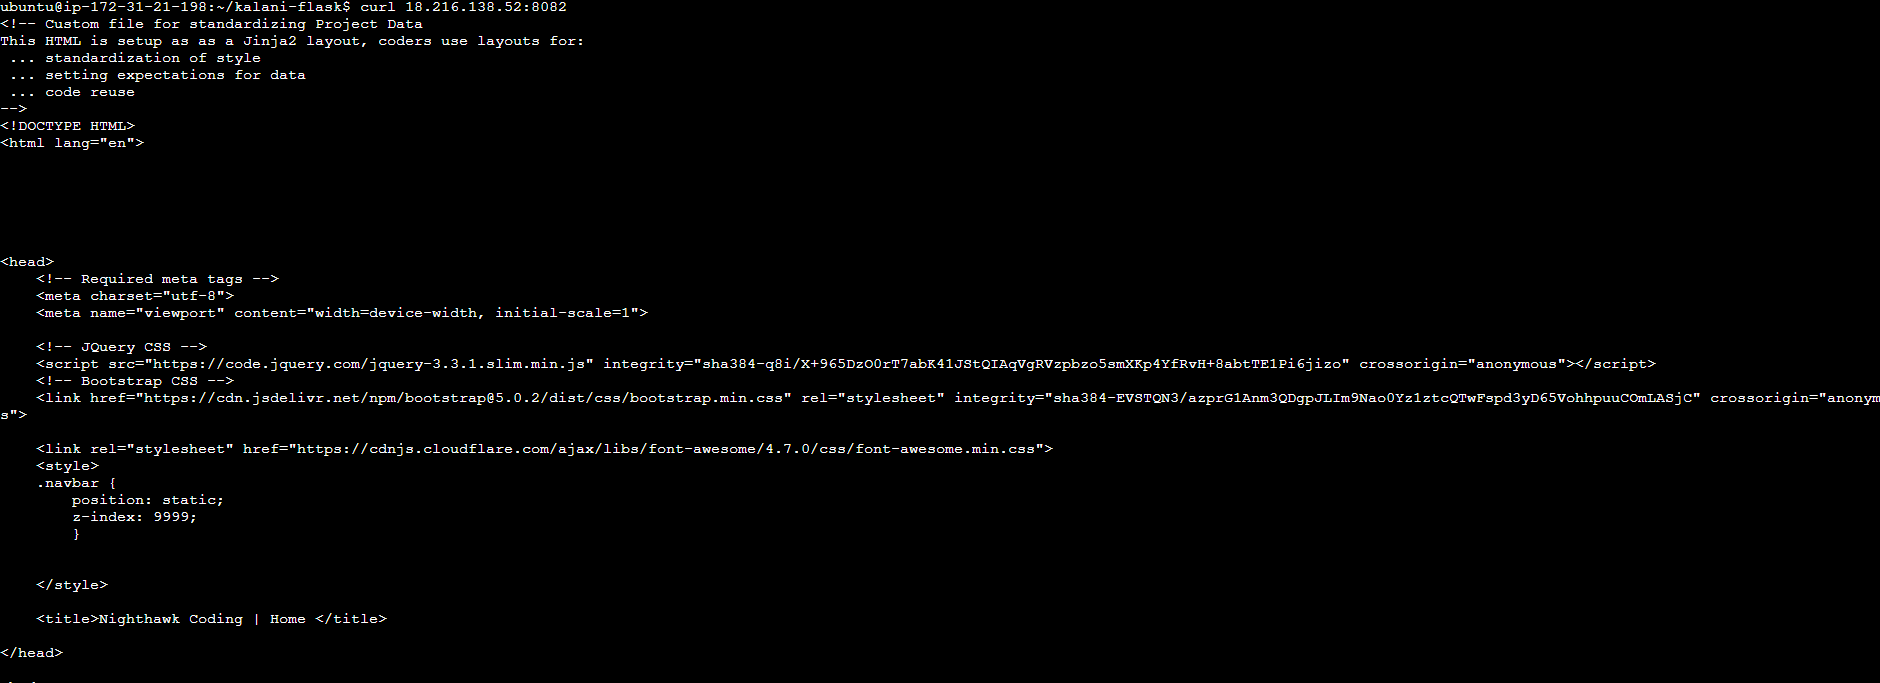 ubuntu@ip-172-31-21-198:~/kalani-flask$ curl 18.216.138.52:8082
<!-- Custom file for standardizing Project Data
This HTML is setup as as a Jinja2 layout, coders use layouts for:
 ... standardization of style
 ... setting expectations for data
 ... code reuse
-->
<!DOCTYPE HTML>
<html lang="en">
<head>
    <!-- Required meta tags -->
    <meta charset="utf-8">
    <meta name="viewport" content="width=device-width, initial-scale=1">
    <!-- JQuery CSS -->
    <script src="https://code.jquery.com/jquery-3.3.1.slim.min.js" integrity="sha384-q8i/X+965DzO0rT7abK41JStQIAqVgRVzpbzo5smXKp4YfRvH+8abtTE1Pi6jizo" crossorigin="anonymous"></script>
    <!-- Bootstrap CSS -->
    <link href="https://cdn.jsdelivr.net/npm/bootstrap@5.0.2/dist/css/bootstrap.min.css" rel="stylesheet" integrity="sha384-EVSTQN3/azprG1Anm3QDgpJLIm9Nao0Yz1ztcQTwFspd3yD65VohhpuuCOmLASjC" crossorigin="anonym
s">
    <link rel="stylesheet" href="https://cdnjs.cloudflare.com/ajax/libs/font-awesome/4.7.0/css/font-awesome.min.css">
    <style>
    .navbar {
        position: static;
        z-index: 9999;
        }
    </style>
    <title>Nighthawk Coding | Home </title>
</head>